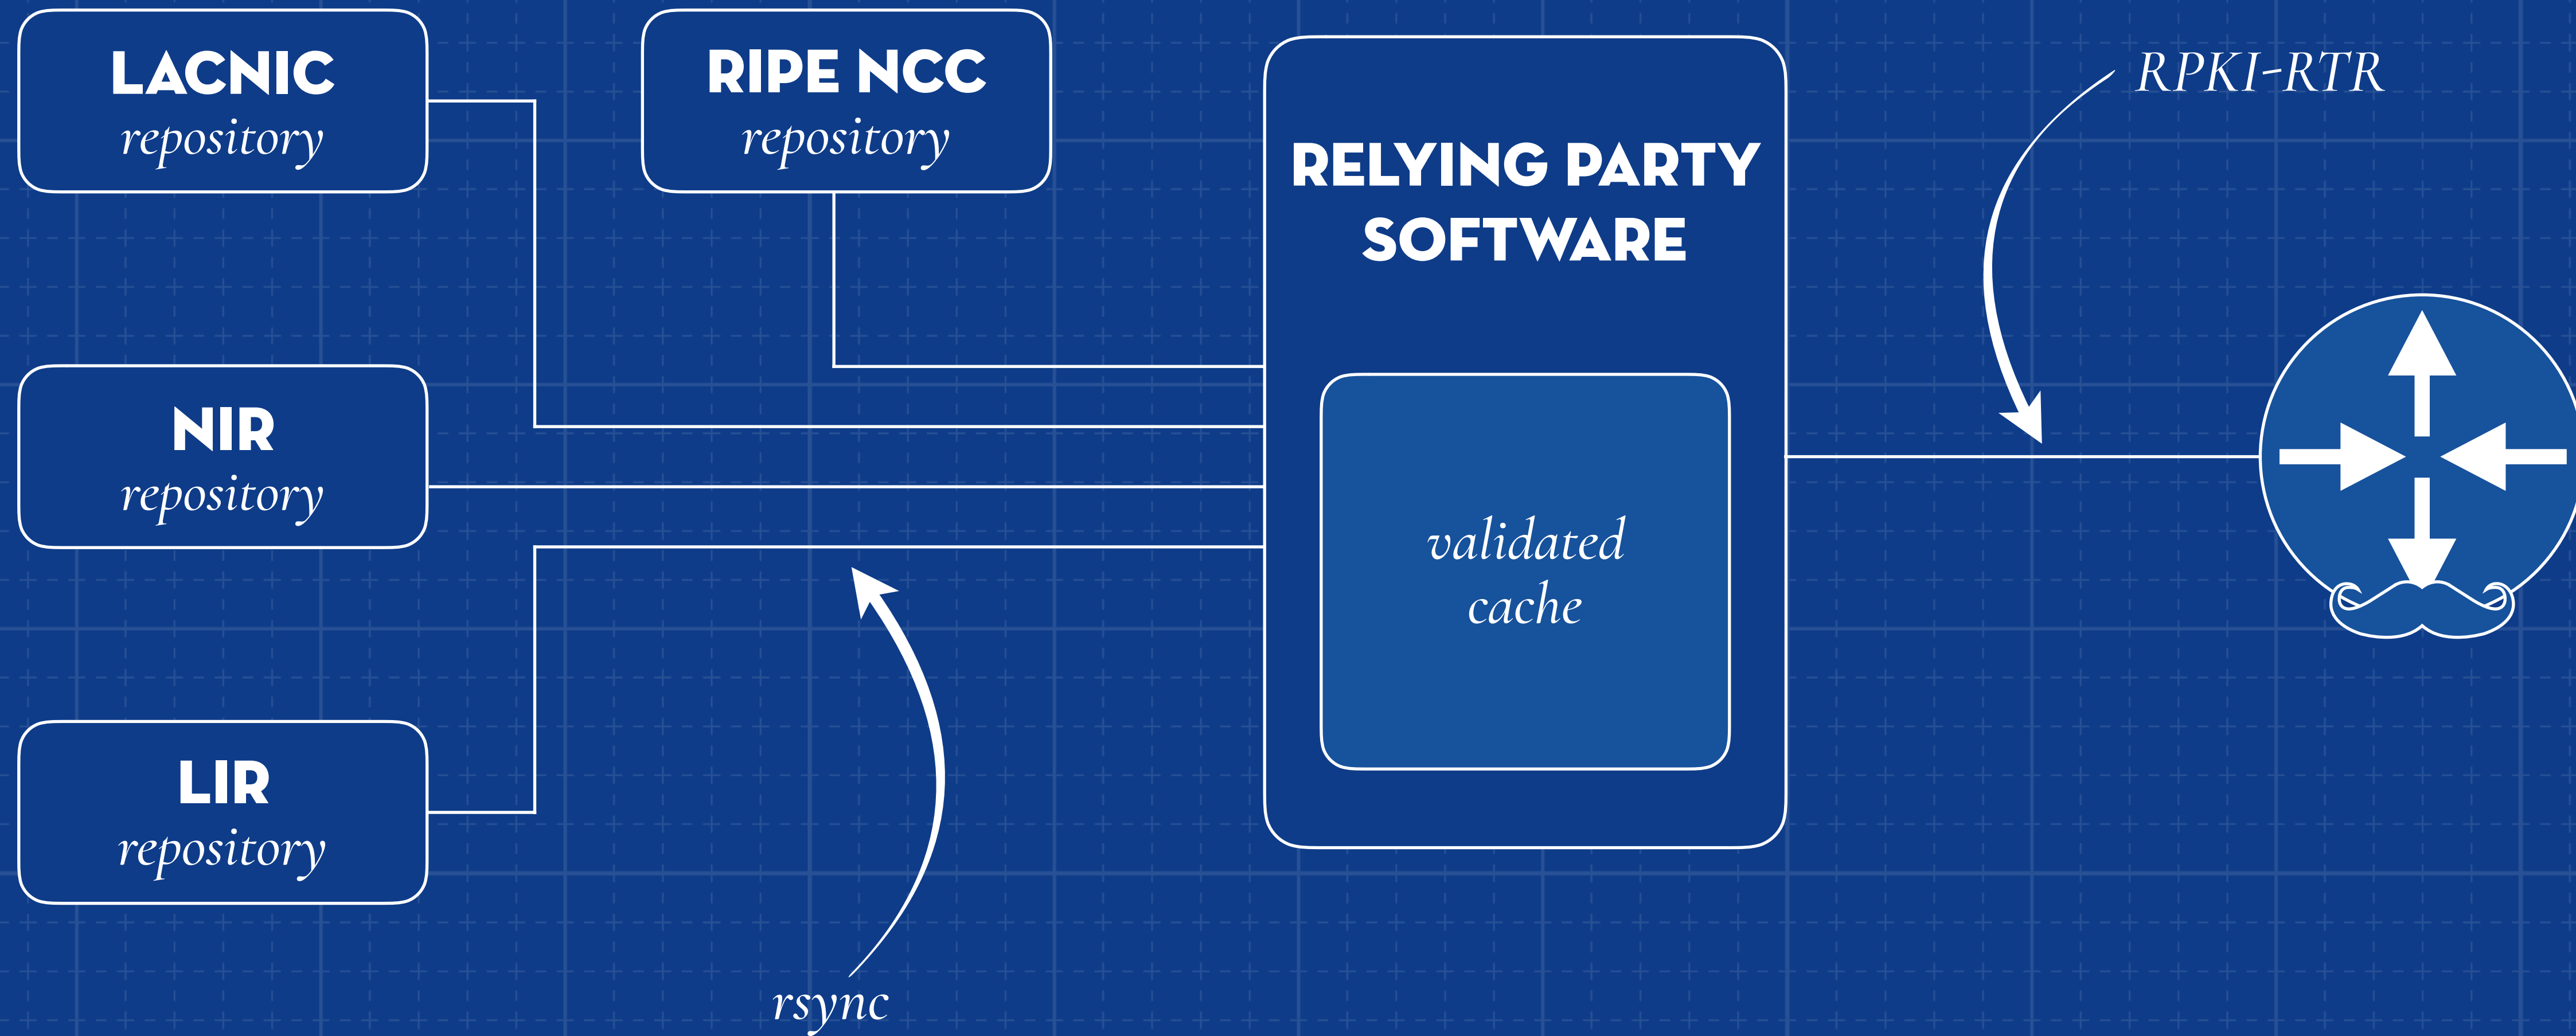 LACNIC
repository
RIPE NCC
repository
RELYING PARTY
SOFTWARE
RPKI-RTR
NIR
repository
validated
cache
LIR
repository
rsync